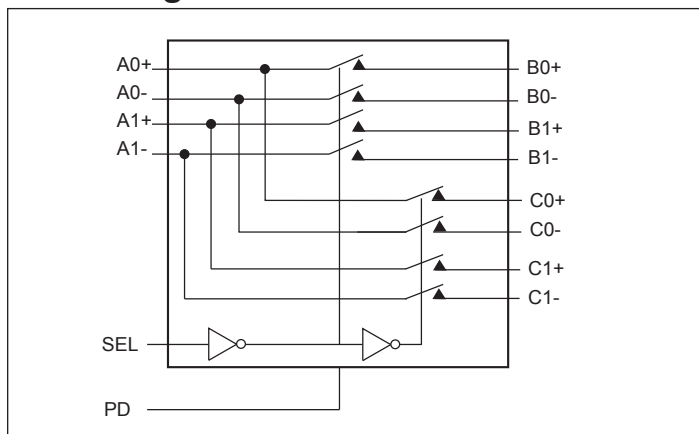 A0+
A0-
A1+
A1-
B0+
B0-
B1+
B1-
C0+
C0-
C1+
C1-
SEL
PD